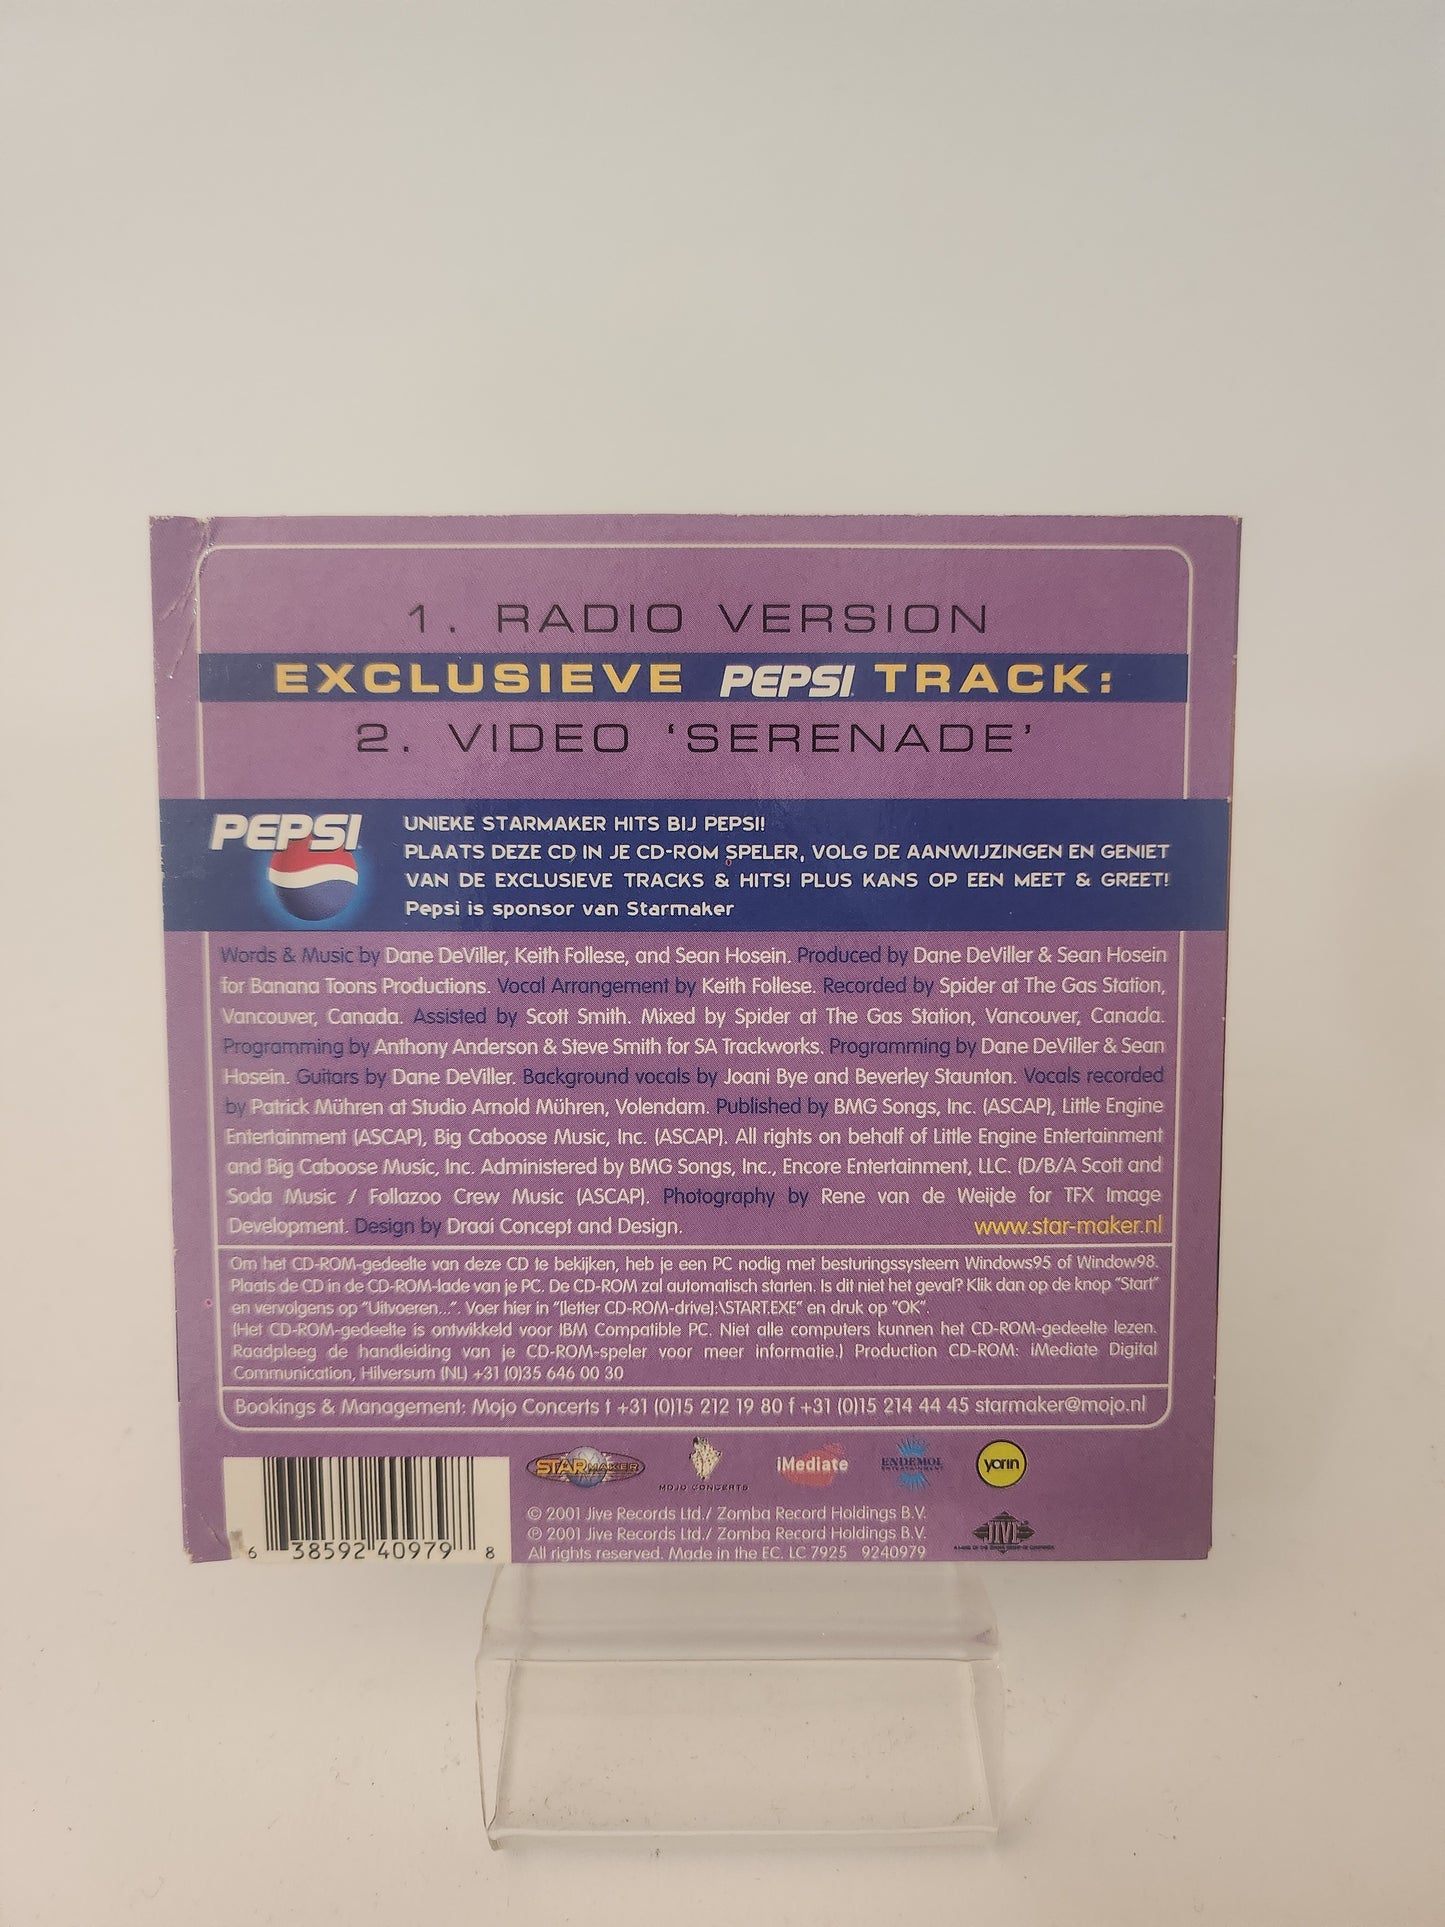 1. RADIO VERSION
EXCLUSIEVE PEPSI TRACK:
2. VIDEO 'SERENADE'
PEPSI
UNIEKE STARMAKER HITS BIJ PEPSI!
PLAATS DEZE CD IN JE CD-ROM SPELER, VOLG DE AANWIJZINGEN EN GENIET
VAN DE EXCLUSIEVE TRACKS & HITS! PLUS KANS OP EEN MEET & GREET!
Pepsi is sponsor van Starmaker
Words & Music by Dane DeViller, Keith Follese, and Sean Hosein. Produced by Dane DeViller & Sean Hosein
for Banana Toons Productions. Vocal Arrangement by Keith Follese. Recorded by Spider at The Gas Station,
Vancouver, Canada. Assisted by Scott Smith. Mixed by Spider at The Gas Station, Vancouver, Canada.
Programming by Anthony Anderson & Steve Smith for SA Trackworks. Programming by Dane DeViller & Sean
Hosein. Guitars by Dane DeViller. Background vocals by Joani Bye and Beverley Staunton. Vocals recorded
by Patrick Mühren at Studio Arnold Mühren, Volendam. Published by BMG Songs, Inc. (ASCAP), Little Engine
Entertainment (ASCAP), Big Caboose Music, Inc. (ASCAP). All rights on behalf of Little Engine Entertainment
and Big Caboose Music, Inc. Administered by BMG Songs, Inc., Encore Entertainment, LLC. (D/B/A Scott and
Soda Music / Follazoo Crew Music (ASCAP). Photography by Rene van de Weijde for TFX Image
Development. Design by Draai Concept and Design. www.star-maker.nl
Om het CD-ROM-gedeelte van deze CD te bekijken, heb je een PC nodig met besturingssysteem Windows95 of Window98.
Plaats de CD in de CD-ROM-lade van je PC. De CD-ROM zal automatisch starten. Is dit niet het geval? Klik dan op de knop "Start"
en vervolgens op "Uitvoeren...". Voer hier in "[letter CD-ROM-drive]:\START.EXE" en druk op "OK".
(Het CD-ROM-gedeelte is ontwikkeld voor IBM Compatible PC. Niet alle computers kunnen het CD-ROM-gedeelte lezen.
Raadpleeg de handleiding van je CD-ROM-speler voor meer informatie.) Production CD-ROM: iMediate Digital
Communication, Hilversum (NL) +31 (0)35 646 00 30
Bookings & Management: Mojo Concerts t +31 (0)15 212 19 80 f +31 (0)15 214 44 45 starmaker@mojo.nl
STARMAKER
MOJO CONCERTS
iMediate
ENDEMOL
ENTERTAINMENT
yorin
© 2001 Jive Records Ltd./ Zomba Record Holdings B.V.
℗ 2001 Jive Records Ltd./ Zomba Record Holdings B.V.
All rights reserved. Made in the EC. LC 7925 9240979
JIVE
6 38592 40979 8